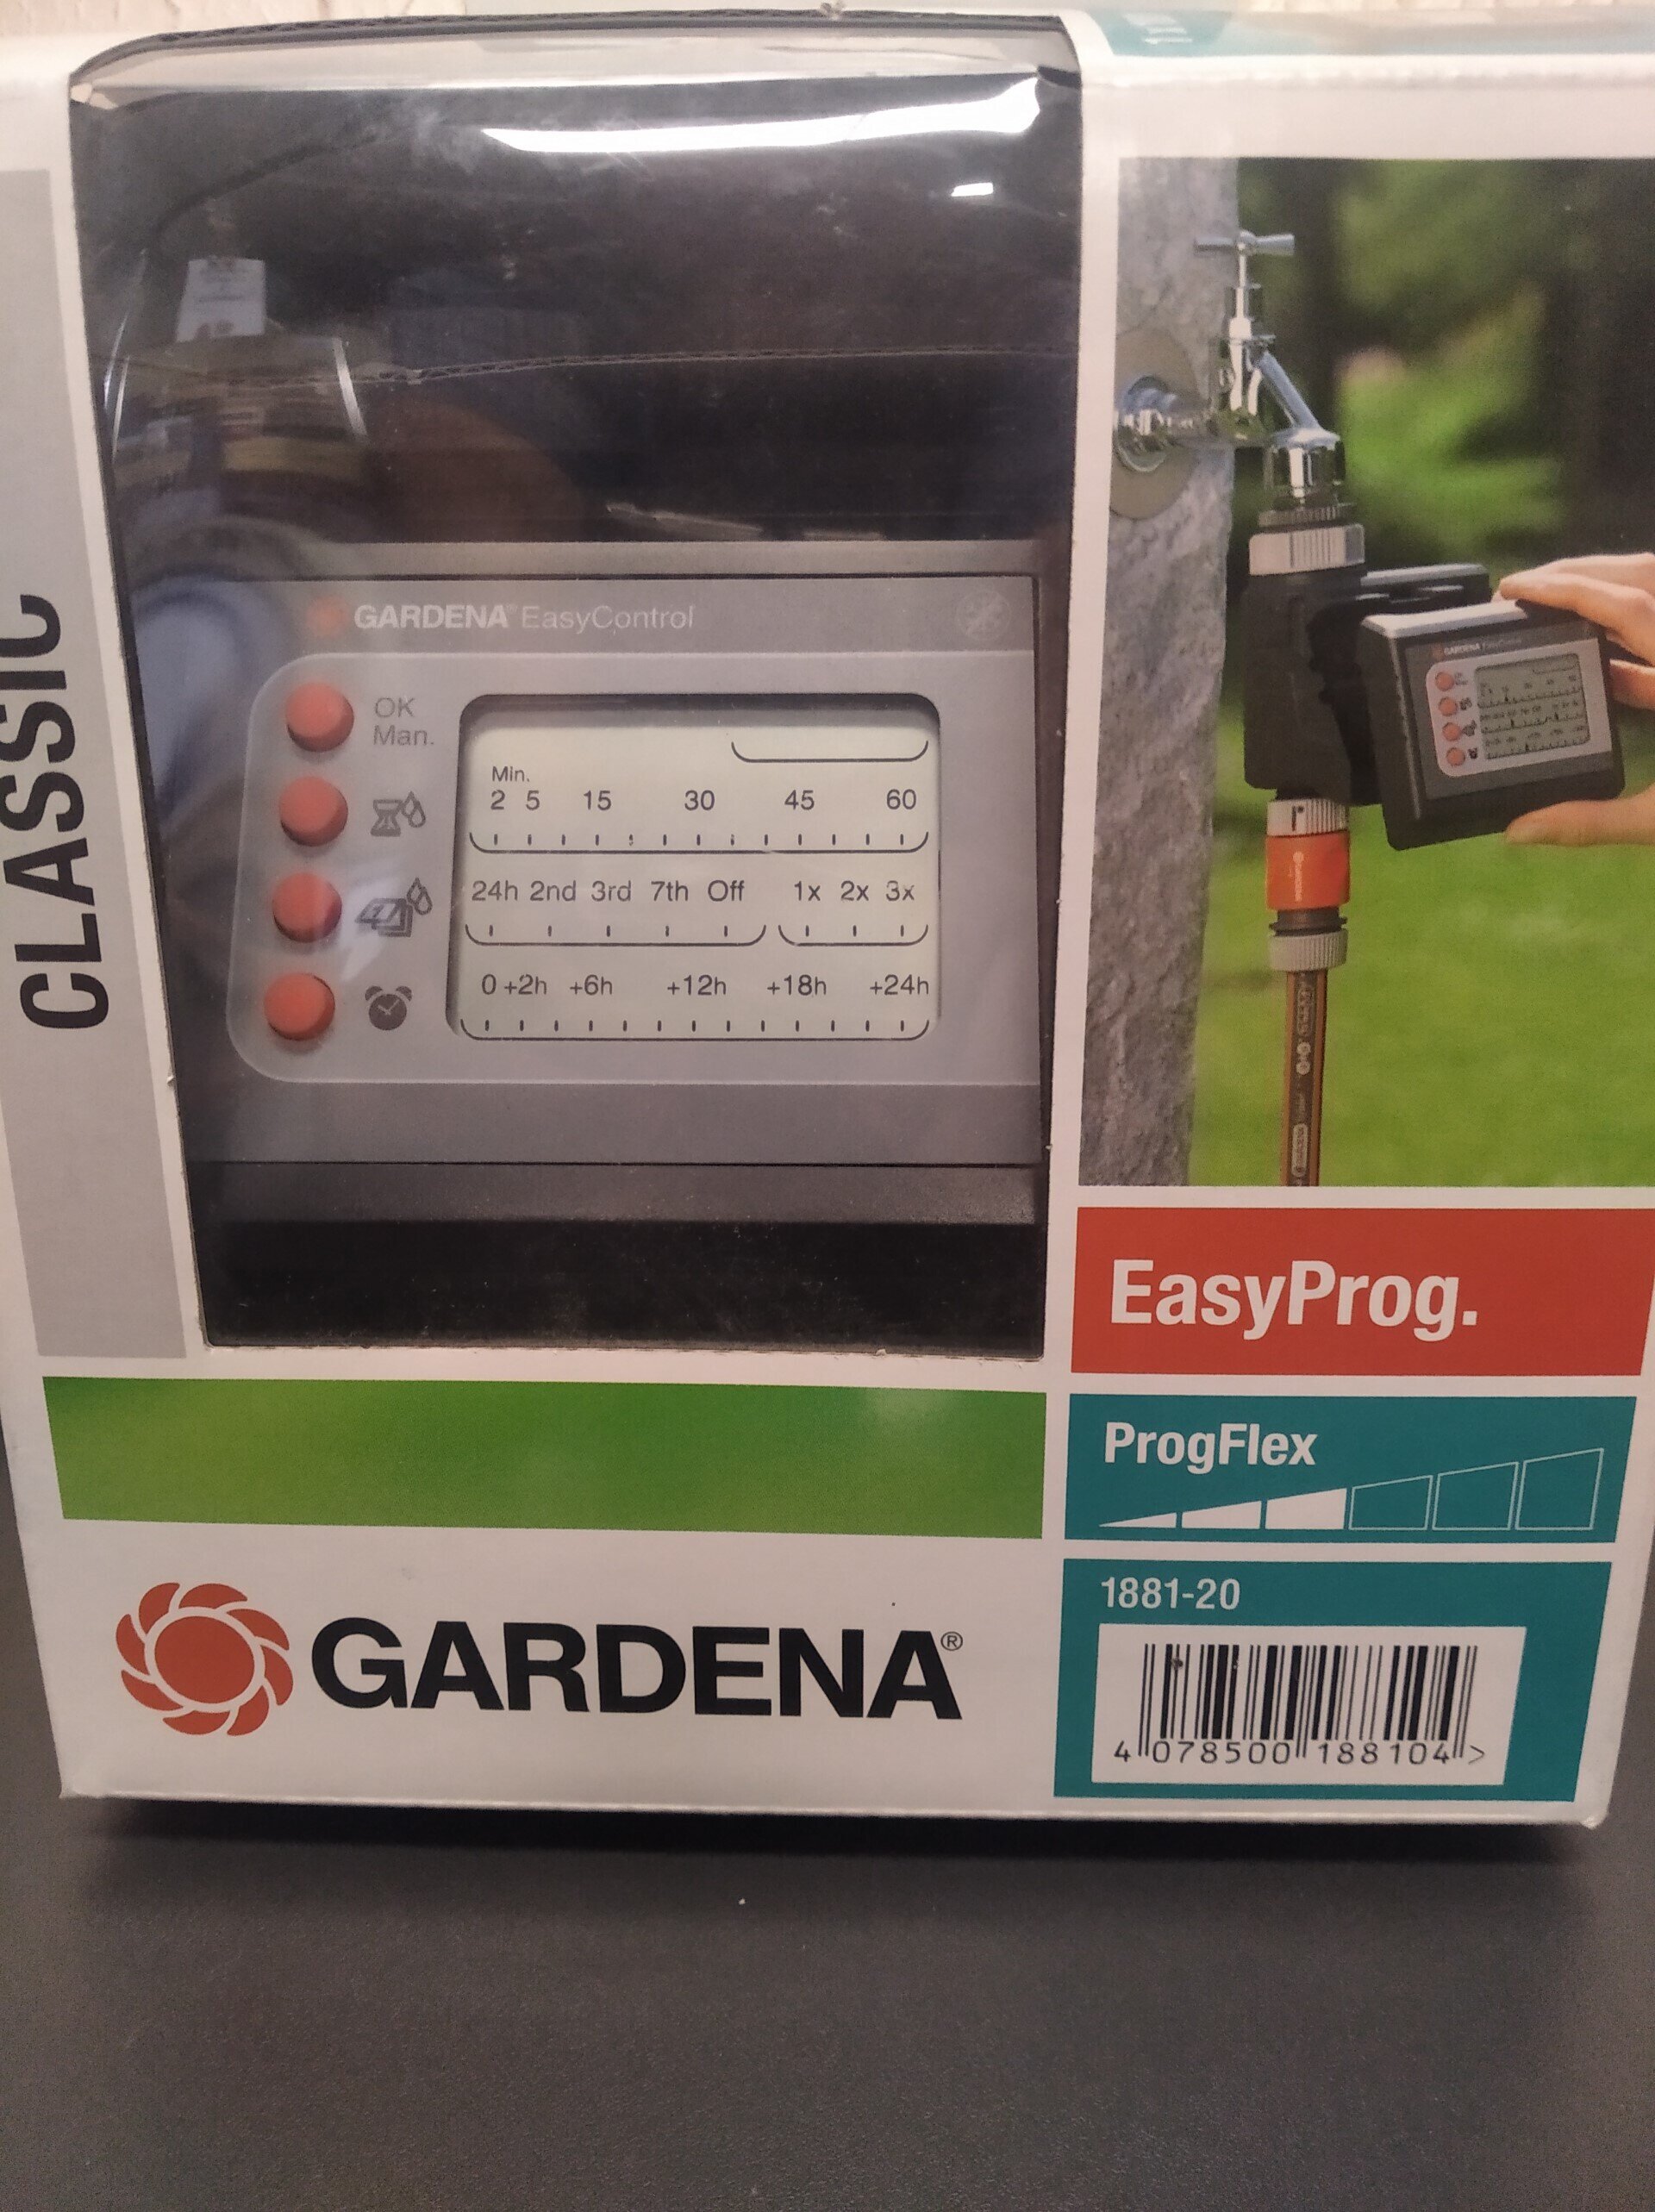 CLASSIC
GARDENA® EasyControl
OK
Man.
Min.
2 5 15 30 45 60
24h 2nd 3rd 7th Off 1x 2x 3x
0 +2h +6h +12h +18h +24h
GARDENA
EasyProg.
ProgFlex
GARDENA®
1881-20
4 078500 188104 >